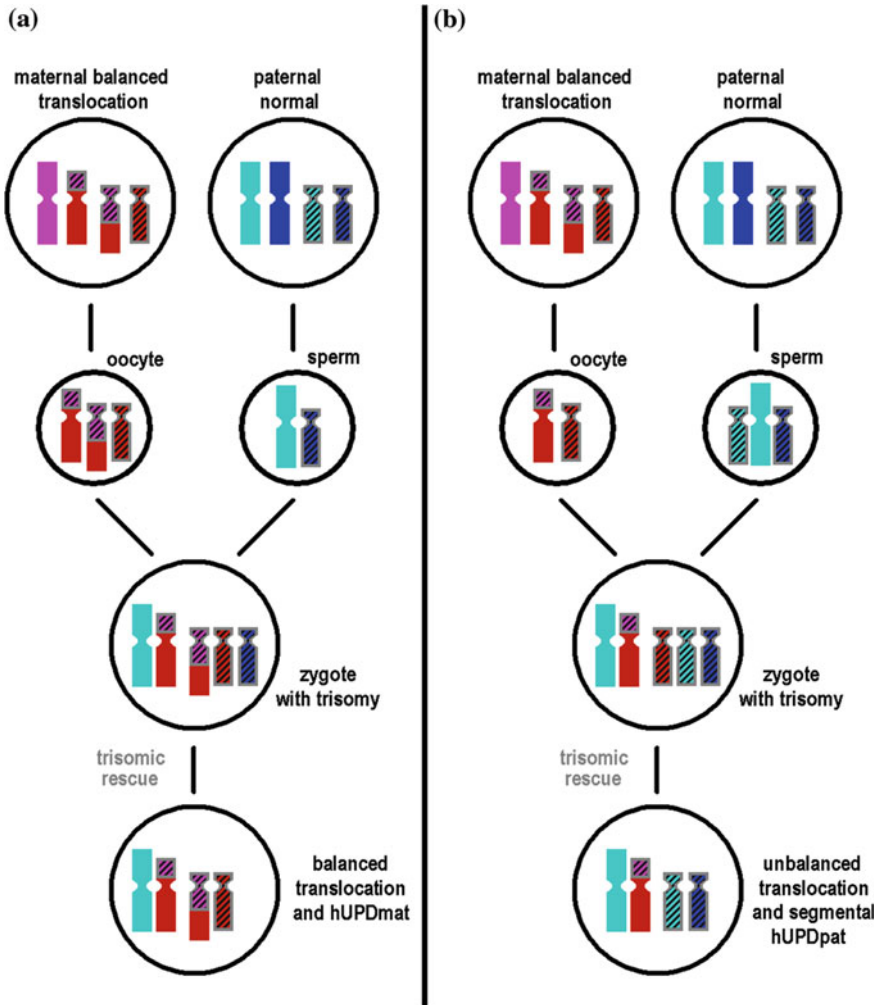 (a)
maternal balanced
translocation
paternal
normal
oocyte
sperm
zygote
with trisomy
trisomic
rescue
balanced
translocation
and hUPDmat
(b)
maternal balanced
translocation
paternal
normal
oocyte
sperm
zygote
with trisomy
trisomic
rescue
unbalanced
translocation
and segmental
hUPDpat